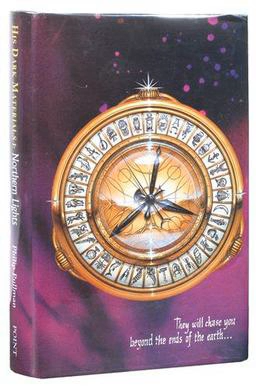 HIS DARK MATERIALS I
Northern Lights
Philip Pullman
POINT
They will chase you
beyond the ends of the earth...